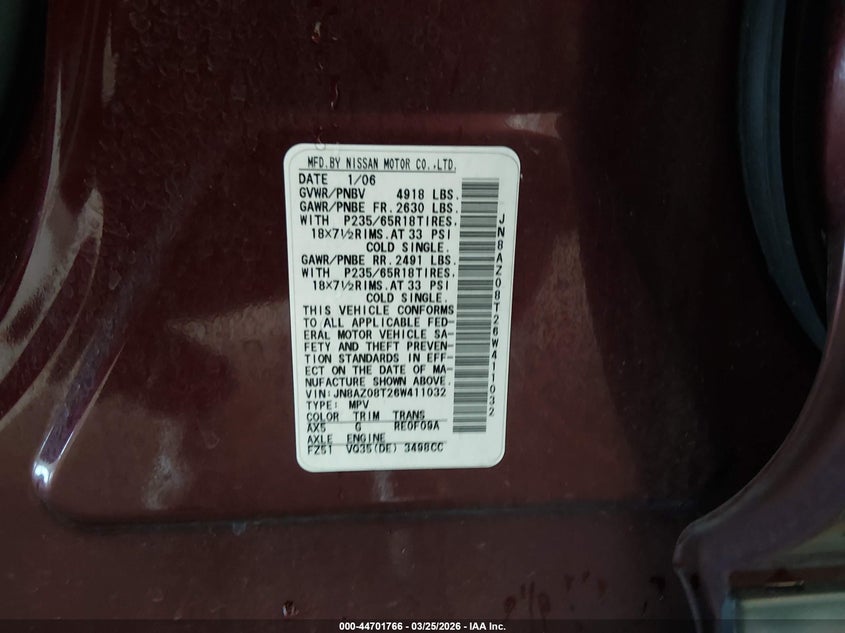 MFD.BY NISSAN MOTOR CO.,LTD.
DATE 1/06
GVWR/PNBV 4918 LBS.
GAWR/PNBE FR.2630 LBS.
WITH P235/65R18TIRES.
18×7½RIMS.AT 33 PSI
COLD SINGLE.
GAWR/PNBE RR.2491 LBS.
WITH P235/65R18TIRES.
18×7½RIMS.AT 33 PSI
COLD SINGLE.
THIS VEHICLE CONFORMS
TO ALL APPLICABLE FED-
ERAL MOTOR VEHICLE SA-
FETY AND THEFT PREVEN-
TION STANDARDS IN EFF-
ECT ON THE DATE OF MA-
NUFACTURE SHOWN ABOVE.
VIN:JN8AZ08T26W411032
TYPE: MPV
COLOR TRIM TRANS
AX5 G RE0F09A
AXLE ENGINE
FZ51 VQ35(DE) 3498CC
JN8AZ08T26W411032
000-44701766 - 03/25/2026 - IAA Inc.